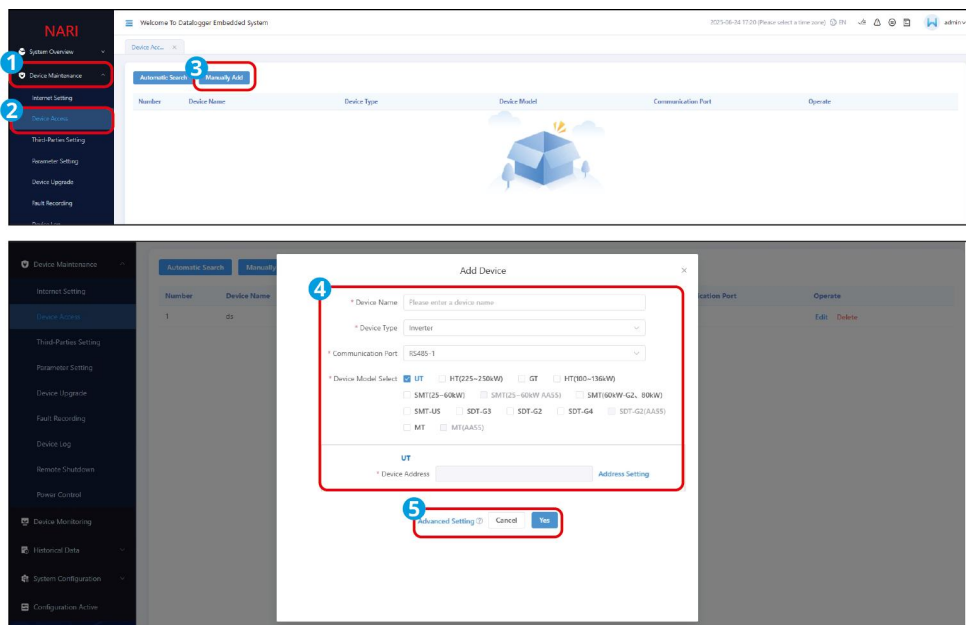 NARI
Welcome To Datalogger Embedded System
2023-06-24 17:20 (Please select a time zone) EN admin
System Overview
Device Acc... ×
1
Device Maintenance
3
Automatic Search Manually Add
Internet Setting
Number Device Name Device Type Device Model Communication Port Operate
2
Device Access
Third-Parties Setting
Parameter Setting
Device Upgrade
Fault Recording
Device Log
Device Maintenance
Automatic Search Manually
Add Device ×
Internet Setting
Number Device Name
4
* Device Name Please enter a device name
ication Port Operate
Device Access
1 ds
Edit Delete
* Device Type Inverter
Third-Parties Setting
* Communication Port RS485-1
Parameter Setting
* Device Model Select UT HT(225~250kW) GT HT(100~136kW)
Device Upgrade
SMT(25~60kW) SMT(25~60kW AASS) SMT(60kW-G2、80kW)
Fault Recording
SMT-US SDT-G3 SDT-G2 SDT-G4 SDT-G2(AASS)
MT MT(AASS)
Device Log
UT
Remote Shutdown
* Device Address Address Setting
Power Control
5
Advanced Setting Cancel Yes
Device Monitoring
Historical Data
System Configuration
Configuration Active